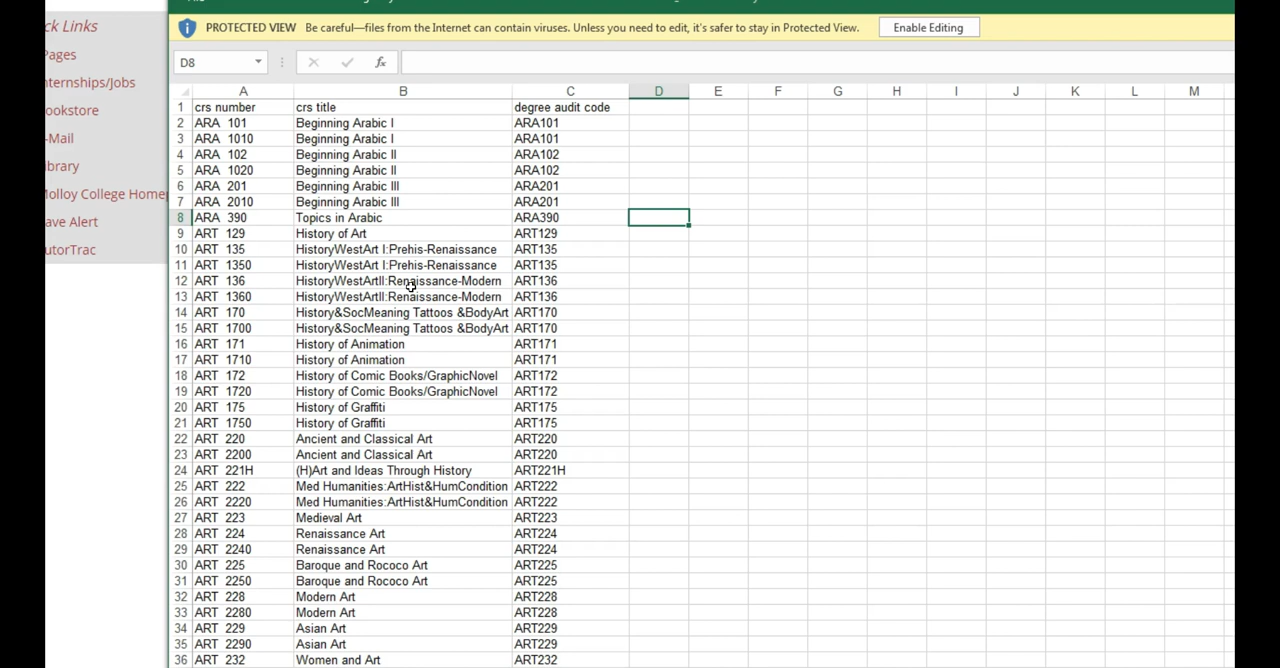 ck Links
Pages
nternships/Jobs
ookstore
-Mail
ibrary
olloy College Home
ave Alert
utorTrac
PROTECTED VIEW Be careful—files from the Internet can contain viruses. Unless you need to edit, it's safer to stay in Protected View. Enable Editing
D8 fx
A B C D E F G H I J K L M
1 crs number crs title degree audit code
2 ARA 101 Beginning Arabic I ARA101
3 ARA 1010 Beginning Arabic I ARA101
4 ARA 102 Beginning Arabic II ARA102
5 ARA 1020 Beginning Arabic II ARA102
6 ARA 201 Beginning Arabic III ARA201
7 ARA 2010 Beginning Arabic III ARA201
8 ARA 390 Topics in Arabic ARA390
9 ART 129 History of Art ART129
10 ART 135 HistoryWestArt I:Prehis-Renaissance ART135
11 ART 1350 HistoryWestArt I:Prehis-Renaissance ART135
12 ART 136 HistoryWestArtII:Renaissance-Modern ART136
13 ART 1360 HistoryWestArtII:Renaissance-Modern ART136
14 ART 170 History&SocMeaning Tattoos &BodyArt ART170
15 ART 1700 History&SocMeaning Tattoos &BodyArt ART170
16 ART 171 History of Animation ART171
17 ART 1710 History of Animation ART171
18 ART 172 History of Comic Books/GraphicNovel ART172
19 ART 1720 History of Comic Books/GraphicNovel ART172
20 ART 175 History of Graffiti ART175
21 ART 1750 History of Graffiti ART175
22 ART 220 Ancient and Classical Art ART220
23 ART 2200 Ancient and Classical Art ART220
24 ART 221H (H)Art and Ideas Through History ART221H
25 ART 222 Med Humanities:ArtHist&HumCondition ART222
26 ART 2220 Med Humanities:ArtHist&HumCondition ART222
27 ART 223 Medieval Art ART223
28 ART 224 Renaissance Art ART224
29 ART 2240 Renaissance Art ART224
30 ART 225 Baroque and Rococo Art ART225
31 ART 2250 Baroque and Rococo Art ART225
32 ART 228 Modern Art ART228
33 ART 2280 Modern Art ART228
34 ART 229 Asian Art ART229
35 ART 2290 Asian Art ART229
36 ART 232 Women and Art ART232